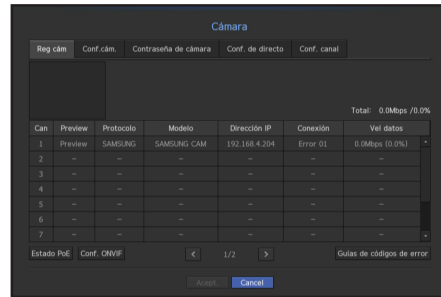 Cámara
Reg cám Conf.cám. Contraseña de cámara Conf. de directo Conf. canal
Total: 0.0Mbps /0.0%
Can Preview Protocolo Modelo Dirección IP Conexión Vel datos
1 Preview SAMSUNG SAMSUNG CAM 192.168.4.204 Error 01 0.0Mbps (0.0%)
2 – – – – – –
3 – – – – – –
4 – – – – – –
5 – – – – – –
6 – – – – – –
7 – – – – – –
Estado PoE Conf. ONVIF < 1/2 > Guías de códigos de error
Acept. Cancel